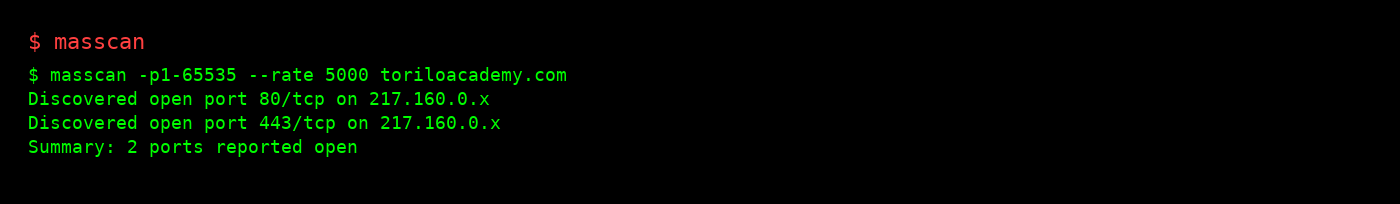 $ masscan
$ masscan -p1-65535 --rate 5000 toriloacademy.com
Discovered open port 80/tcp on 217.160.0.x
Discovered open port 443/tcp on 217.160.0.x
Summary: 2 ports reported open